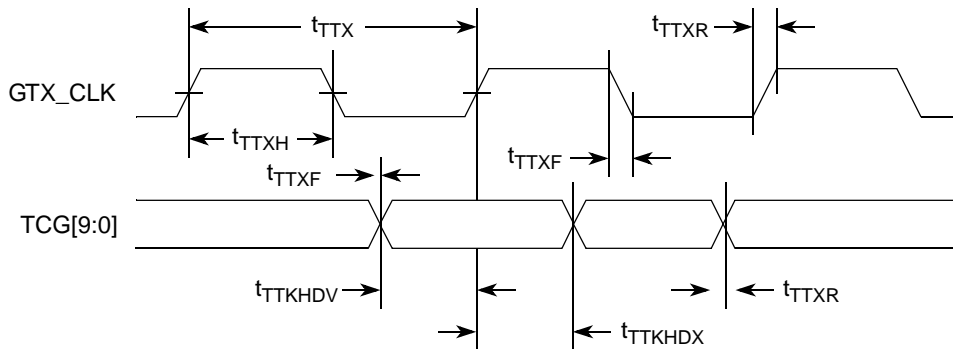 tTTX
tTTXR
GTX_CLK
tTTXH
tTTXF
tTTXF
TCG[9:0]
tTTKHDV
tTTXR
tTTKHDX